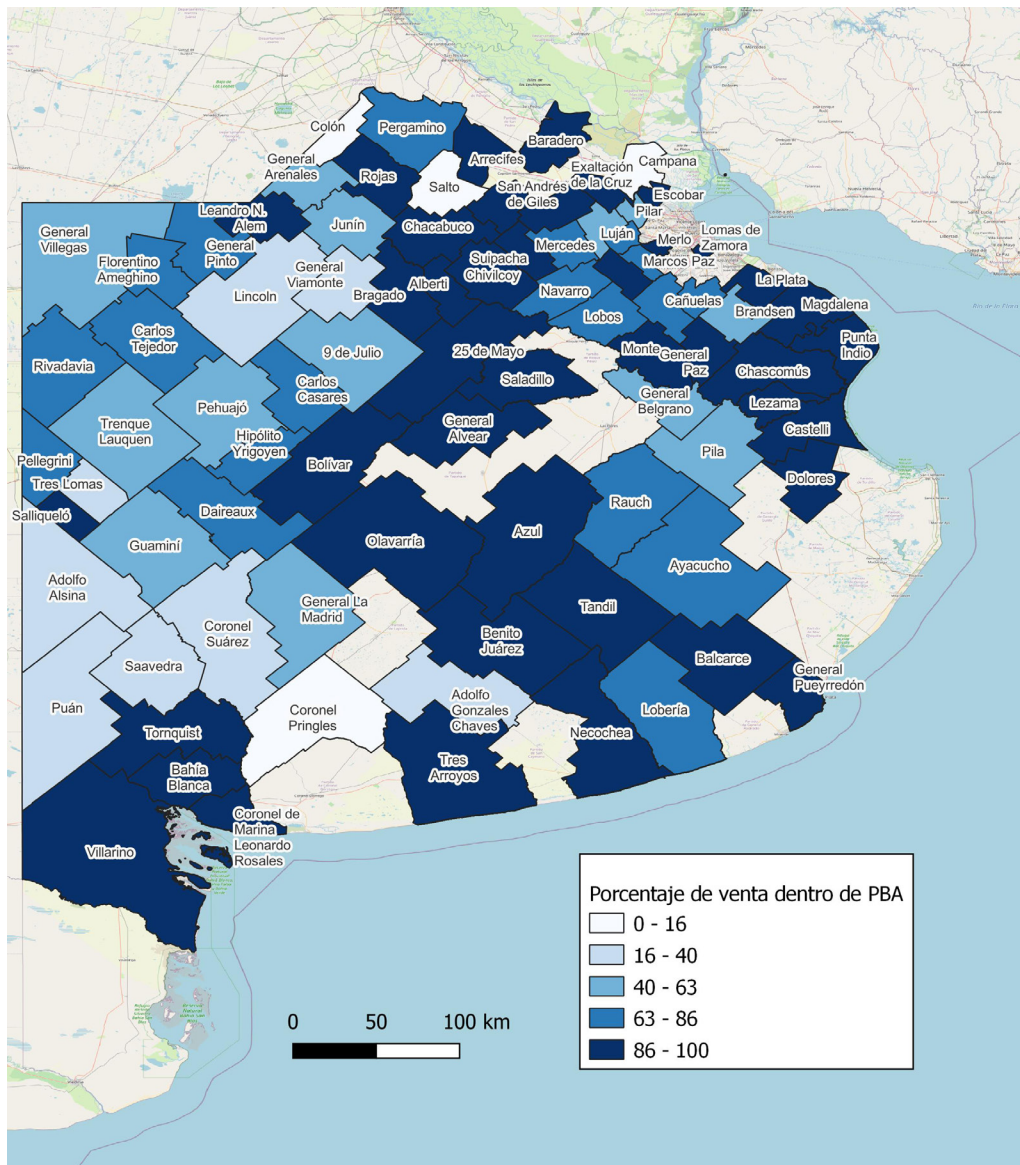 Colón
Pergamino
Baradero
General
Arenales
Arrecifes
Campana
Exaltación
de la Cruz
Rojas
Salto
San Andrés
de Giles
Escobar
Pilar
Leandro N.
Alem
Junín
Chacabuco
General
Villegas
General
Pinto
Mercedes
Luján
Merlo
Lomas de
Zamora
Florentino
Ameghino
General
Viamonte
Suipacha
Chivilcoy
Marcos Paz
Lincoln
Bragado
Alberti
Navarro
La Plata
Cañuelas
Magdalena
Brandsen
Lobos
Carlos
Tejedor
9 de Julio
25 de Mayo
Monte
General
Paz
Punta
Indio
Rivadavia
Carlos
Casares
Saladillo
Chascomús
Pehuajó
General
Belgrano
Lezama
Trenque
Lauquen
General
Alvear
Castelli
Hipólito
Yrigoyen
Bolívar
Pila
Pellegrini
Tres Lomas
Dolores
Salliqueló
Daireaux
Rauch
Azul
Olavarría
Guaminí
Ayacucho
Adolfo
Alsina
General La
Madrid
Tandil
Coronel
Suárez
Benito
Juárez
Saavedra
Balcarce
General
Pueyrredón
Puán
Coronel
Pringles
Adolfo
Gonzales
Chaves
Lobería
Tornquist
Necochea
Tres
Arroyos
Bahía
Blanca
Coronel de
Marina
Leonardo
Rosales
Villarino
Porcentaje de venta dentro de PBA
0 - 16
16 - 40
40 - 63
63 - 86
86 - 100
0 50 100 km